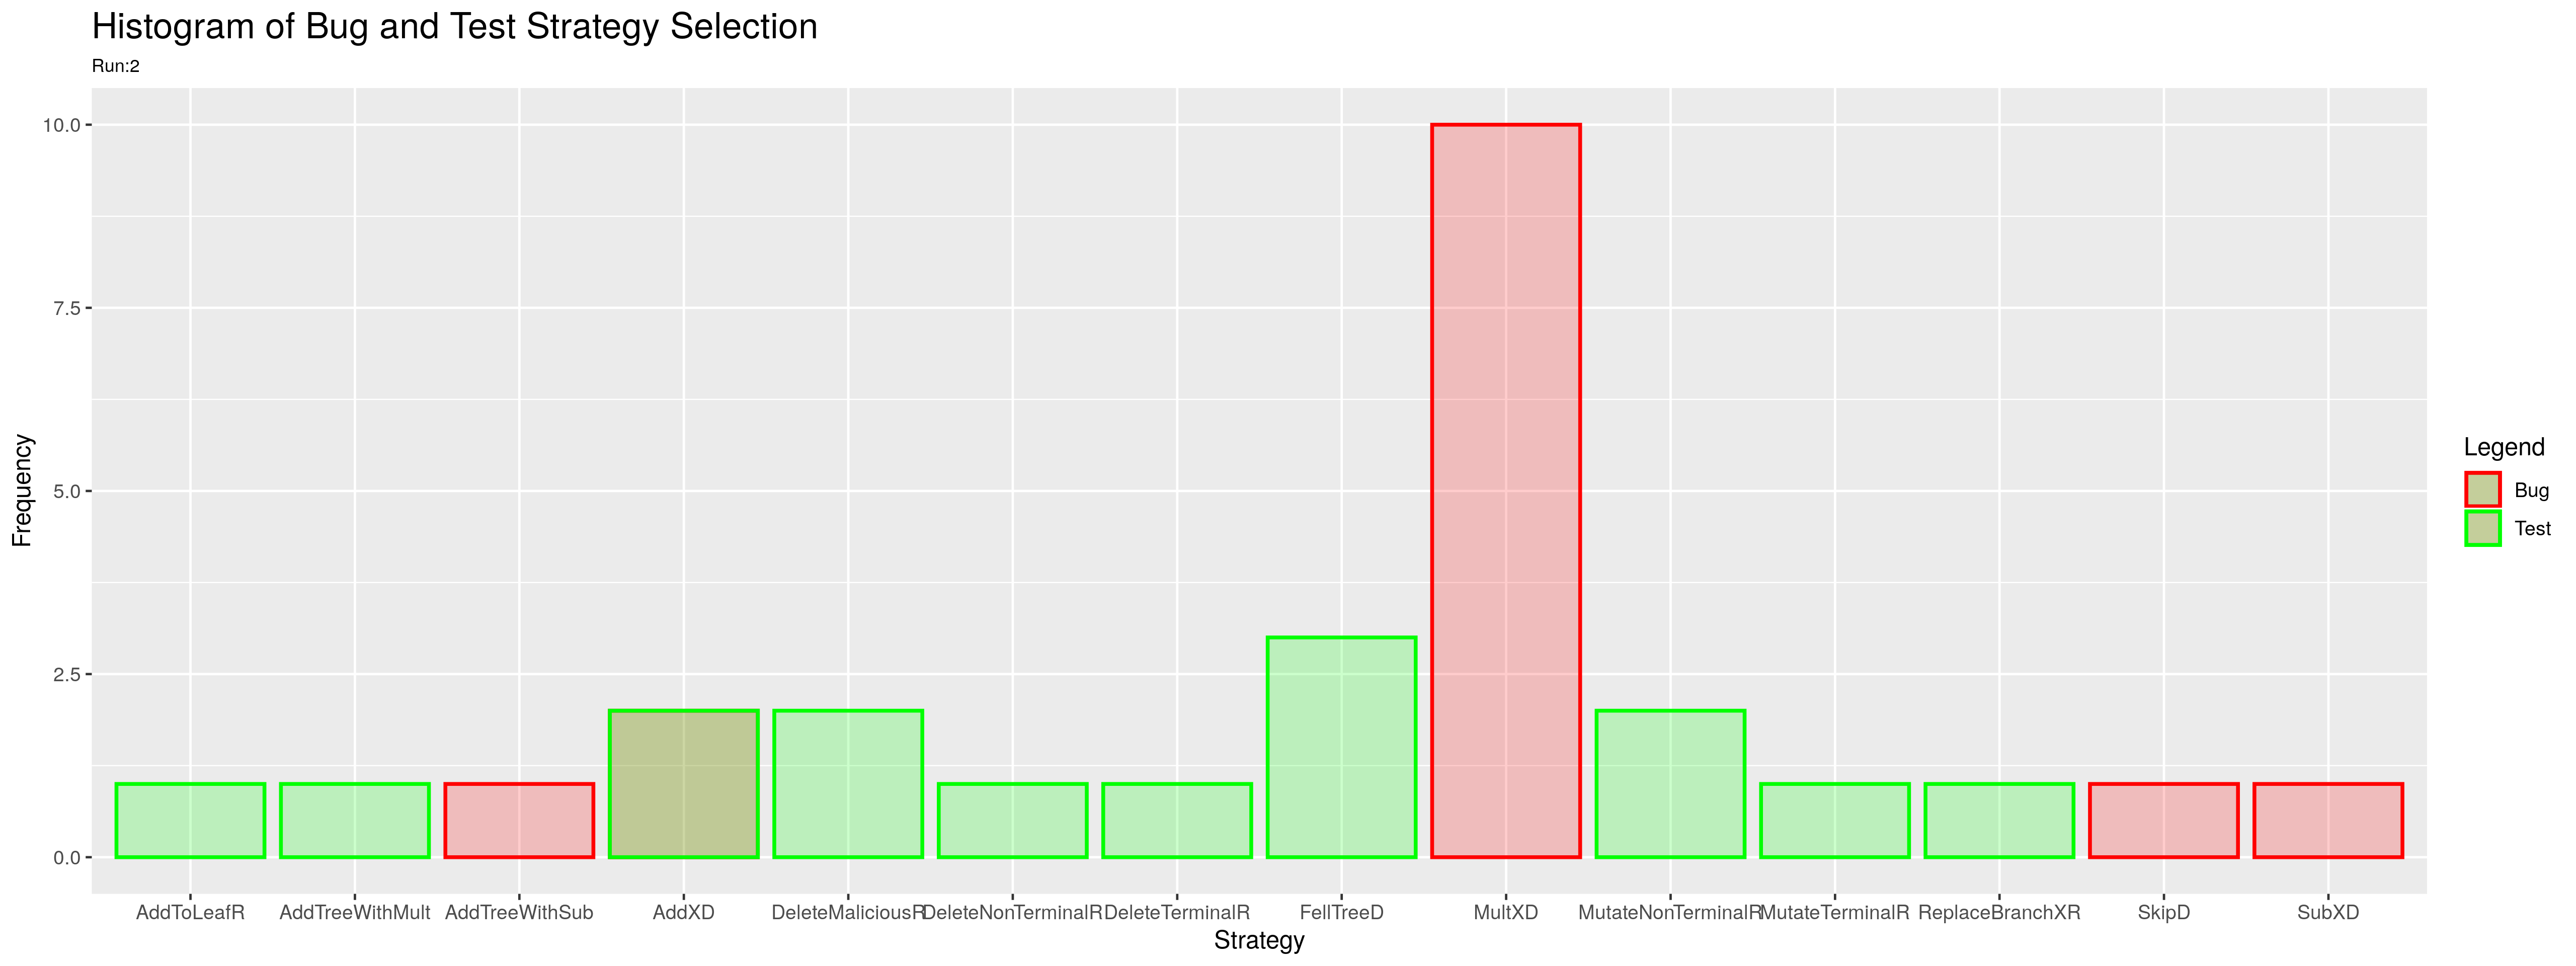 Histogram of Bug and Test Strategy Selection
Run:2
10.0
7.5
5.0
2.5
0.0
Frequency
AddToLeafR AddTreeWithMult AddTreeWithSub AddXD DeleteMaliciousR DeleteNonTerminalR DeleteTerminalR FellTreeD MultXD MutateNonTerminalR MutateTerminalR ReplaceBranchXR SkipD SubXD
Strategy
Legend
Bug
Test